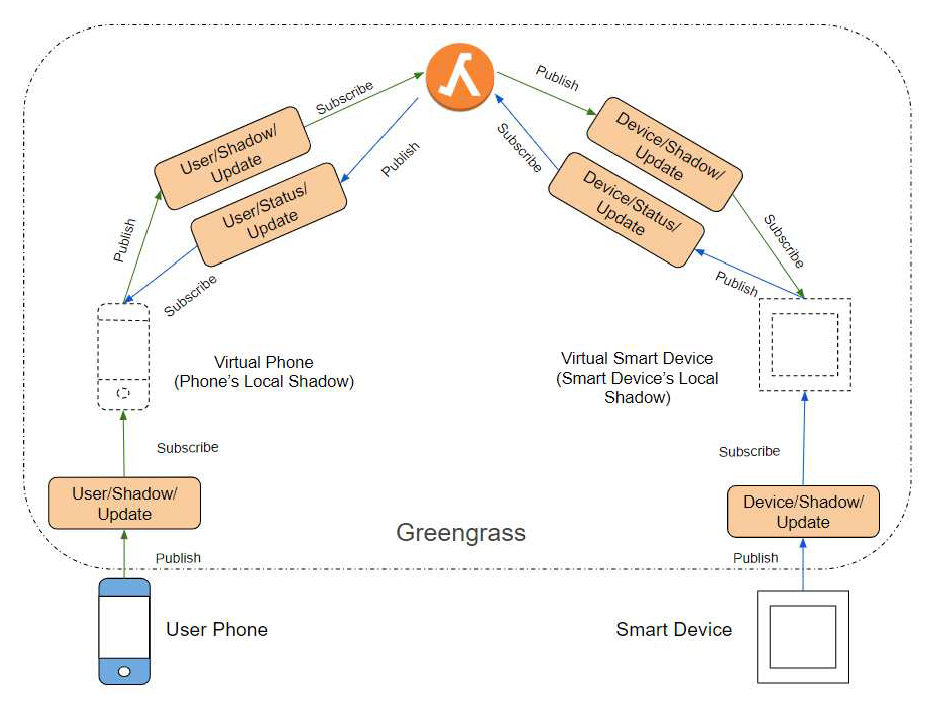 Subscribe
Publish
User/Shadow/
Update
Publish
Subscribe
Device/Shadow/
Update
User/Status/
Update
Device/Status/
Update
Publish
Subscribe
Subscribe
Publish
Virtual Phone
(Phone's Local Shadow)
Virtual Smart Device
(Smart Device's Local
Shadow)
Subscribe
Subscribe
User/Shadow/
Update
Device/Shadow/
Update
Greengrass
Publish
Publish
User Phone
Smart Device